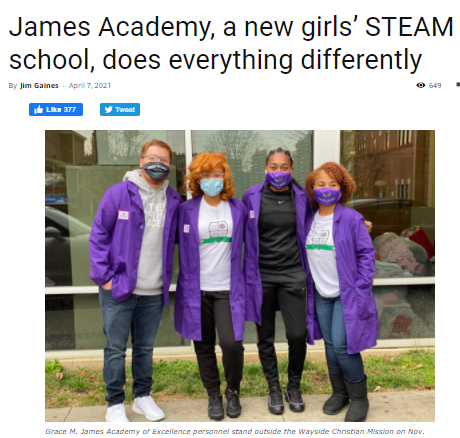 James Academy, a new girls’ STEAM
school, does everything differently
By Jim Gaines - April 7, 2021
649
Like 377
Tweet
Grace M. James Academy of Excellence personnel stand outside the Wayside Christian Mission on Nov.